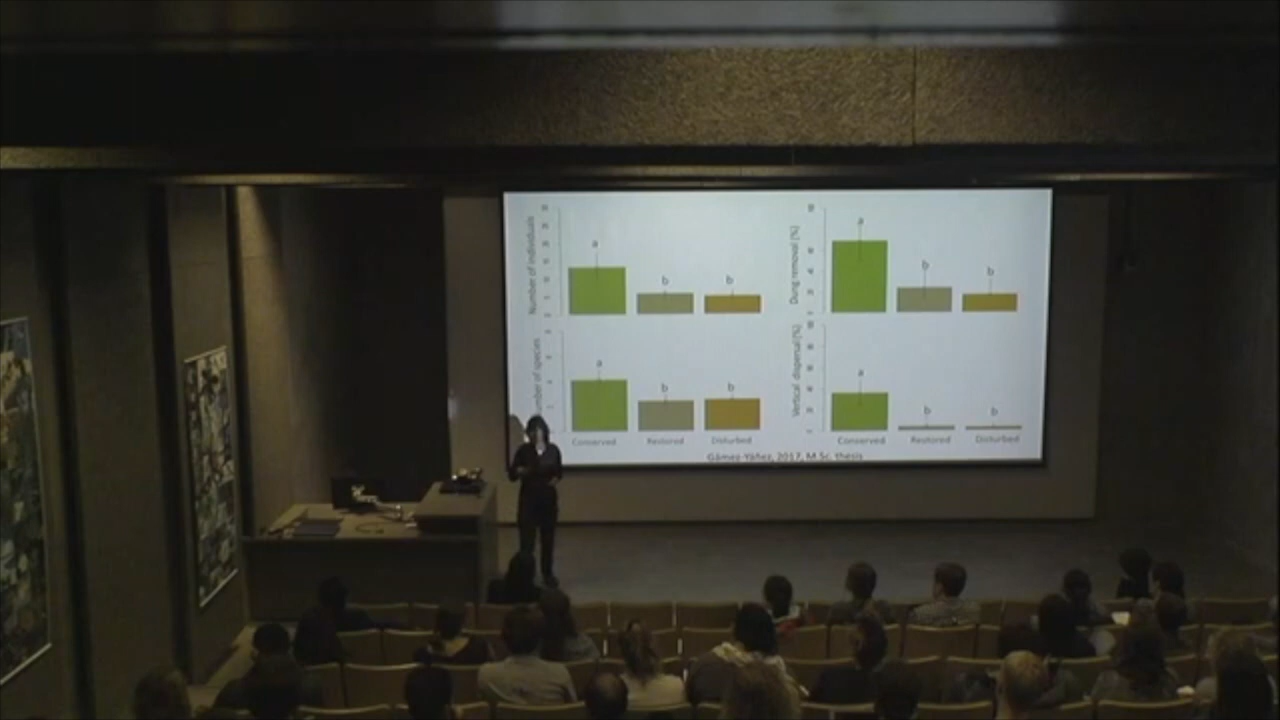 Number of individuals
a
b
b
Dung removal (%)
a
b
b
Number of species
a
b
b
Vertical dispersal (%)
a
b
b
Conserved Restored Disturbed
Conserved Restored Disturbed
Gámez-Yáñez, 2017, M.Sc. thesis